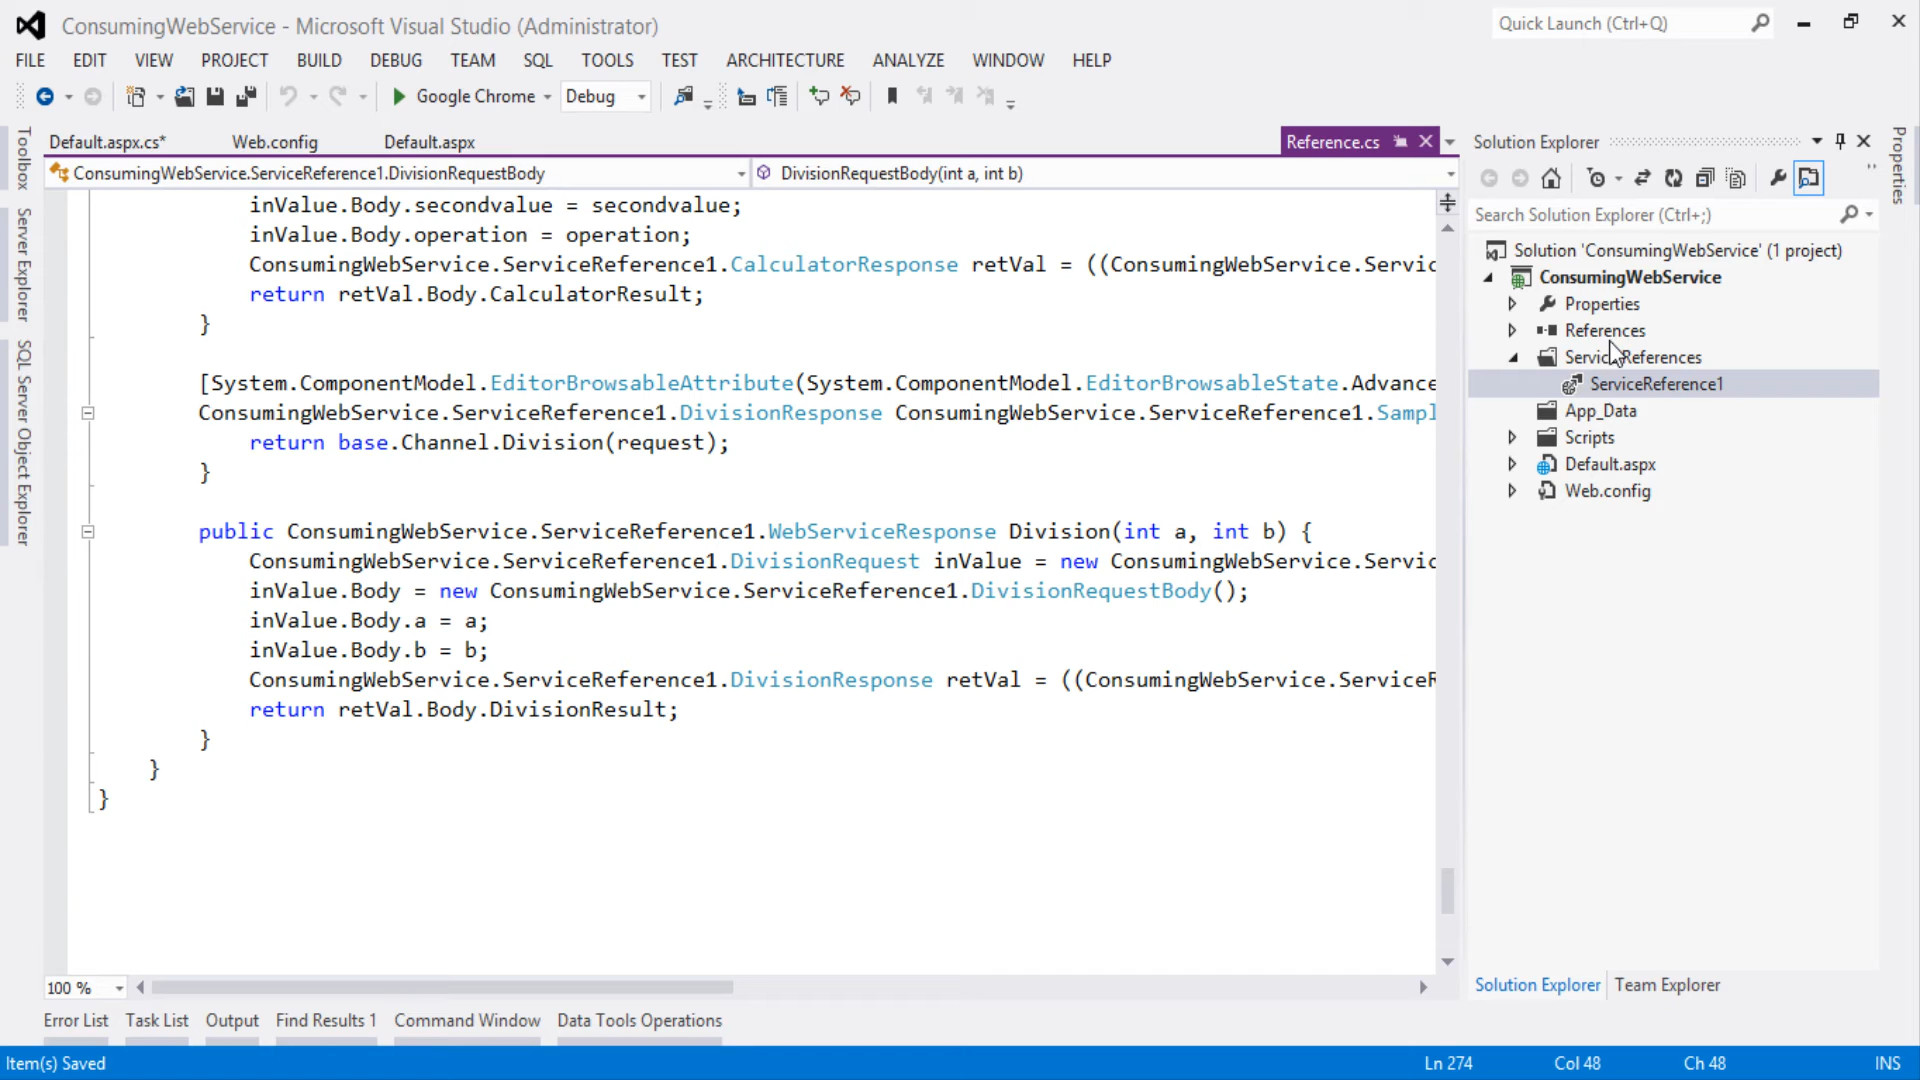 ConsumingWebService - Microsoft Visual Studio (Administrator)
Quick Launch (Ctrl+Q)
FILE EDIT VIEW PROJECT BUILD DEBUG TEAM SQL TOOLS TEST ARCHITECTURE ANALYZE WINDOW HELP
Google Chrome Debug
Default.aspx.cs* Web.config Default.aspx Reference.cs
ConsumingWebService.ServiceReference1.DivisionRequestBody DivisionRequestBody(int a, int b)
inValue.Body.secondvalue = secondvalue;
inValue.Body.operation = operation;
ConsumingWebService.ServiceReference1.CalculatorResponse retVal = ((ConsumingWebService.Servic
return retVal.Body.CalculatorResult;
}
[System.ComponentModel.EditorBrowsableAttribute(System.ComponentModel.EditorBrowsableState.Advance
ConsumingWebService.ServiceReference1.DivisionResponse ConsumingWebService.ServiceReference1.Sampl
return base.Channel.Division(request);
}
public ConsumingWebService.ServiceReference1.WebServiceResponse Division(int a, int b) {
ConsumingWebService.ServiceReference1.DivisionRequest inValue = new ConsumingWebService.Servic
inValue.Body = new ConsumingWebService.ServiceReference1.DivisionRequestBody();
inValue.Body.a = a;
inValue.Body.b = b;
ConsumingWebService.ServiceReference1.DivisionResponse retVal = ((ConsumingWebService.ServiceR
return retVal.Body.DivisionResult;
}
}
}
100 %
Toolbox
Server Explorer
SQL Server Object Explorer
Solution Explorer
Search Solution Explorer (Ctrl+;)
Solution 'ConsumingWebService' (1 project)
ConsumingWebService
Properties
References
Service References
ServiceReference1
App_Data
Scripts
Default.aspx
Web.config
Solution Explorer Team Explorer
Properties
Error List Task List Output Find Results 1 Command Window Data Tools Operations
Item(s) Saved Ln 274 Col 48 Ch 48 INS